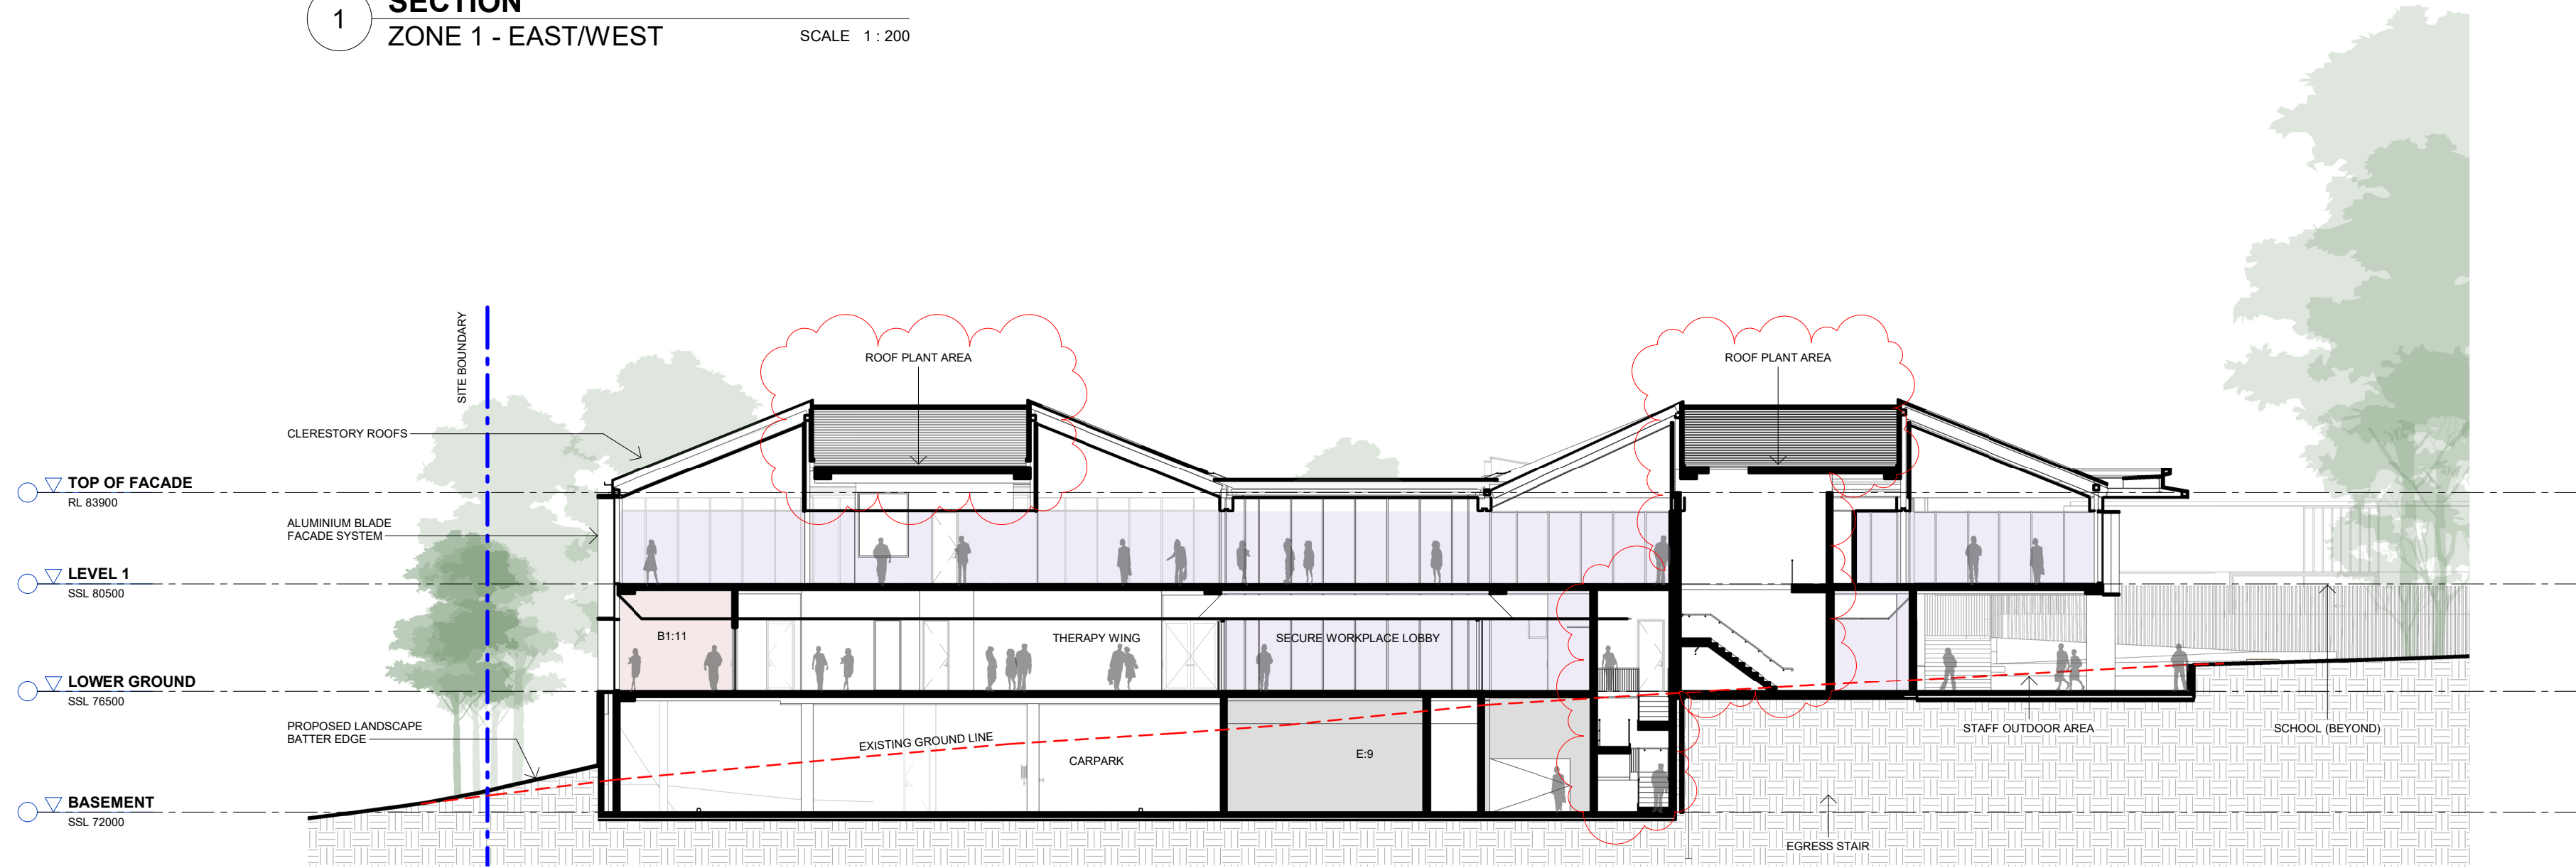 1
SECTION
ZONE 1 - EAST/WEST
SCALE 1 : 200
SITE BOUNDARY
ROOF PLANT AREA
ROOF PLANT AREA
CLERESTORY ROOFS
TOP OF FACADE
RL 83900
ALUMINIUM BLADE
FACADE SYSTEM
LEVEL 1
SSL 80500
B1:11
THERAPY WING
SECURE WORKPLACE LOBBY
?
LOWER GROUND
SSL 76500
PROPOSED LANDSCAPE
BATTER EDGE
EXISTING GROUND LINE
CARPARK
E:9
STAFF OUTDOOR AREA
SCHOOL (BEYOND)
BASEMENT
SSL 72000
EGRESS STAIR